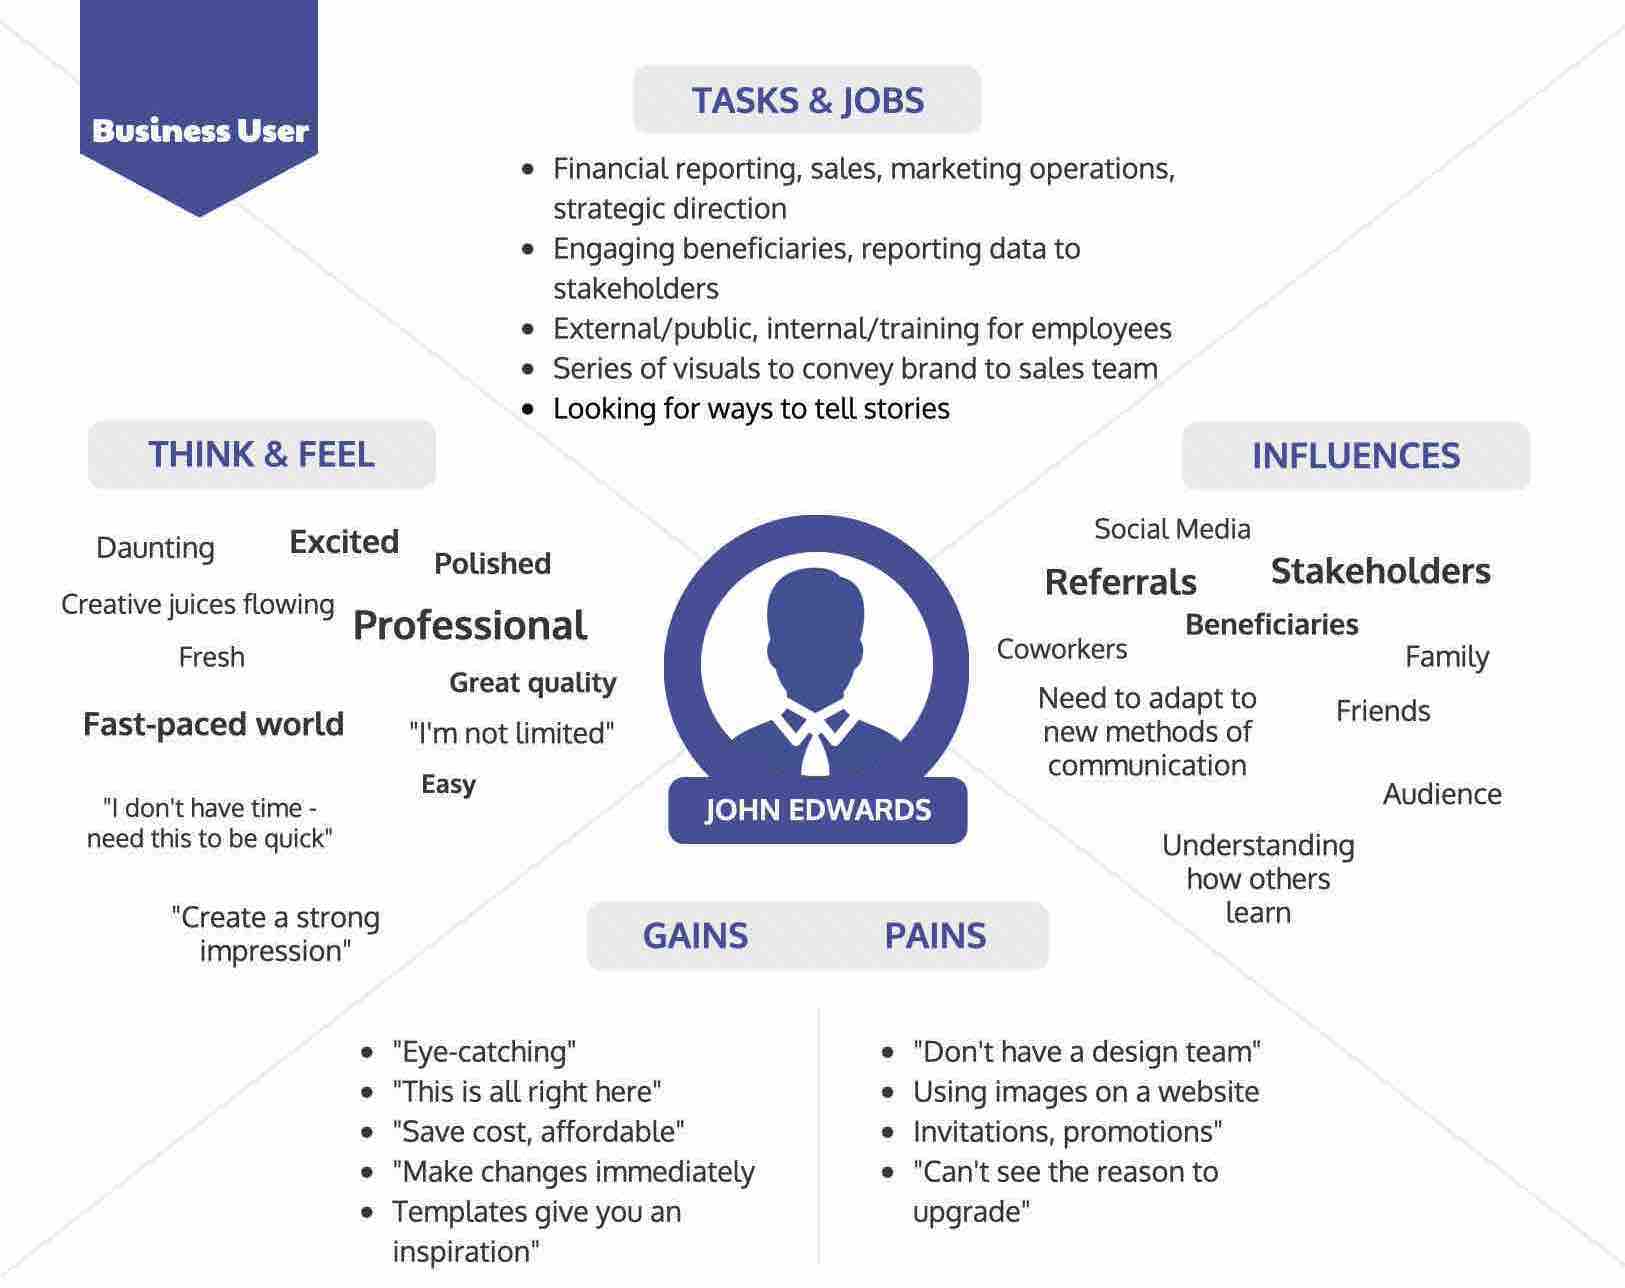 Business User
TASKS & JOBS
• Financial reporting, sales, marketing operations,
strategic direction
• Engaging beneficiaries, reporting data to
stakeholders
• External/public, internal/training for employees
• Series of visuals to convey brand to sales team
• Looking for ways to tell stories
THINK & FEEL
Daunting
Excited
Polished
Creative juices flowing
Professional
Fresh
Great quality
Fast-paced world
"I'm not limited"
Easy
"I don't have time -
need this to be quick"
"Create a strong
impression"
INFLUENCES
Social Media
Referrals
Stakeholders
Beneficiaries
Coworkers
Family
Need to adapt to
new methods of
communication
Friends
Audience
Understanding
how others
learn
JOHN EDWARDS
GAINS
• "Eye-catching"
• "This is all right here"
• "Save cost, affordable"
• "Make changes immediately
• Templates give you an
inspiration"
PAINS
• "Don't have a design team"
• Using images on a website
• Invitations, promotions"
• "Can't see the reason to
upgrade"